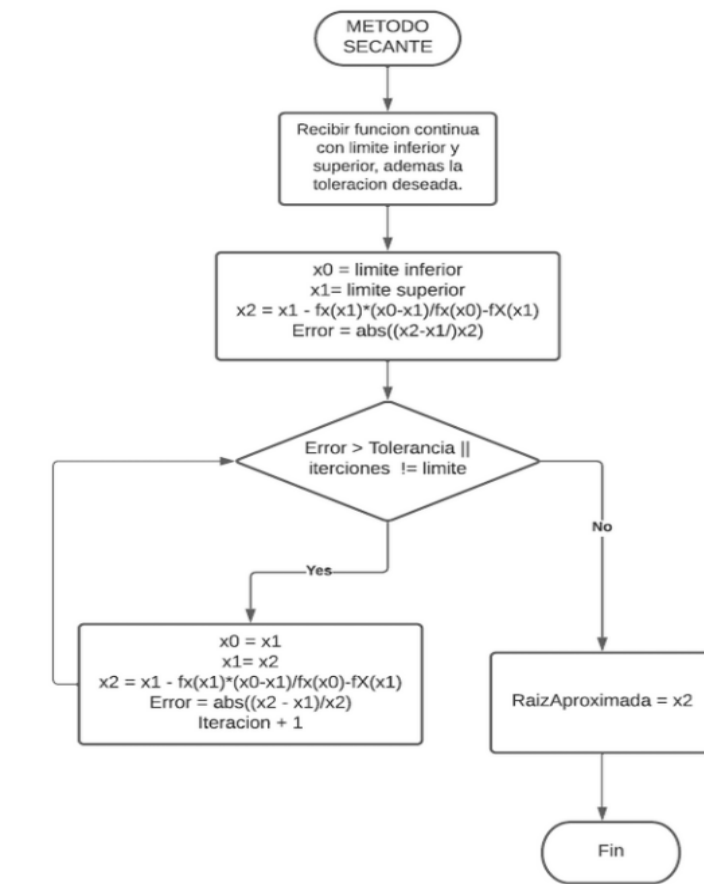 METODO
SECANTE
Recibir funcion continua
con limite inferior y
superior, ademas la
toleracion deseada.
x0 = limite inferior
x1= limite superior
x2 = x1 - fx(x1)*(x0-x1)/fx(x0)-fX(x1)
Error = abs((x2-x1/)x2)
Error > Tolerancia ||
iterciones != limite
No
Yes
x0 = x1
x1= x2
x2 = x1 - fx(x1)*(x0-x1)/fx(x0)-fX(x1)
Error = abs((x2 - x1)/x2)
Iteracion + 1
RaizAproximada = x2
Fin